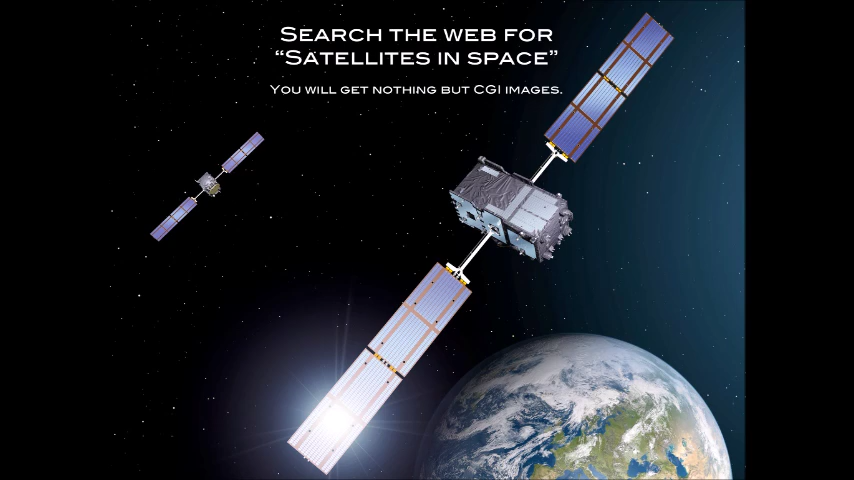 Search the web for
“Satellites in space”
You will get nothing but CGI images.